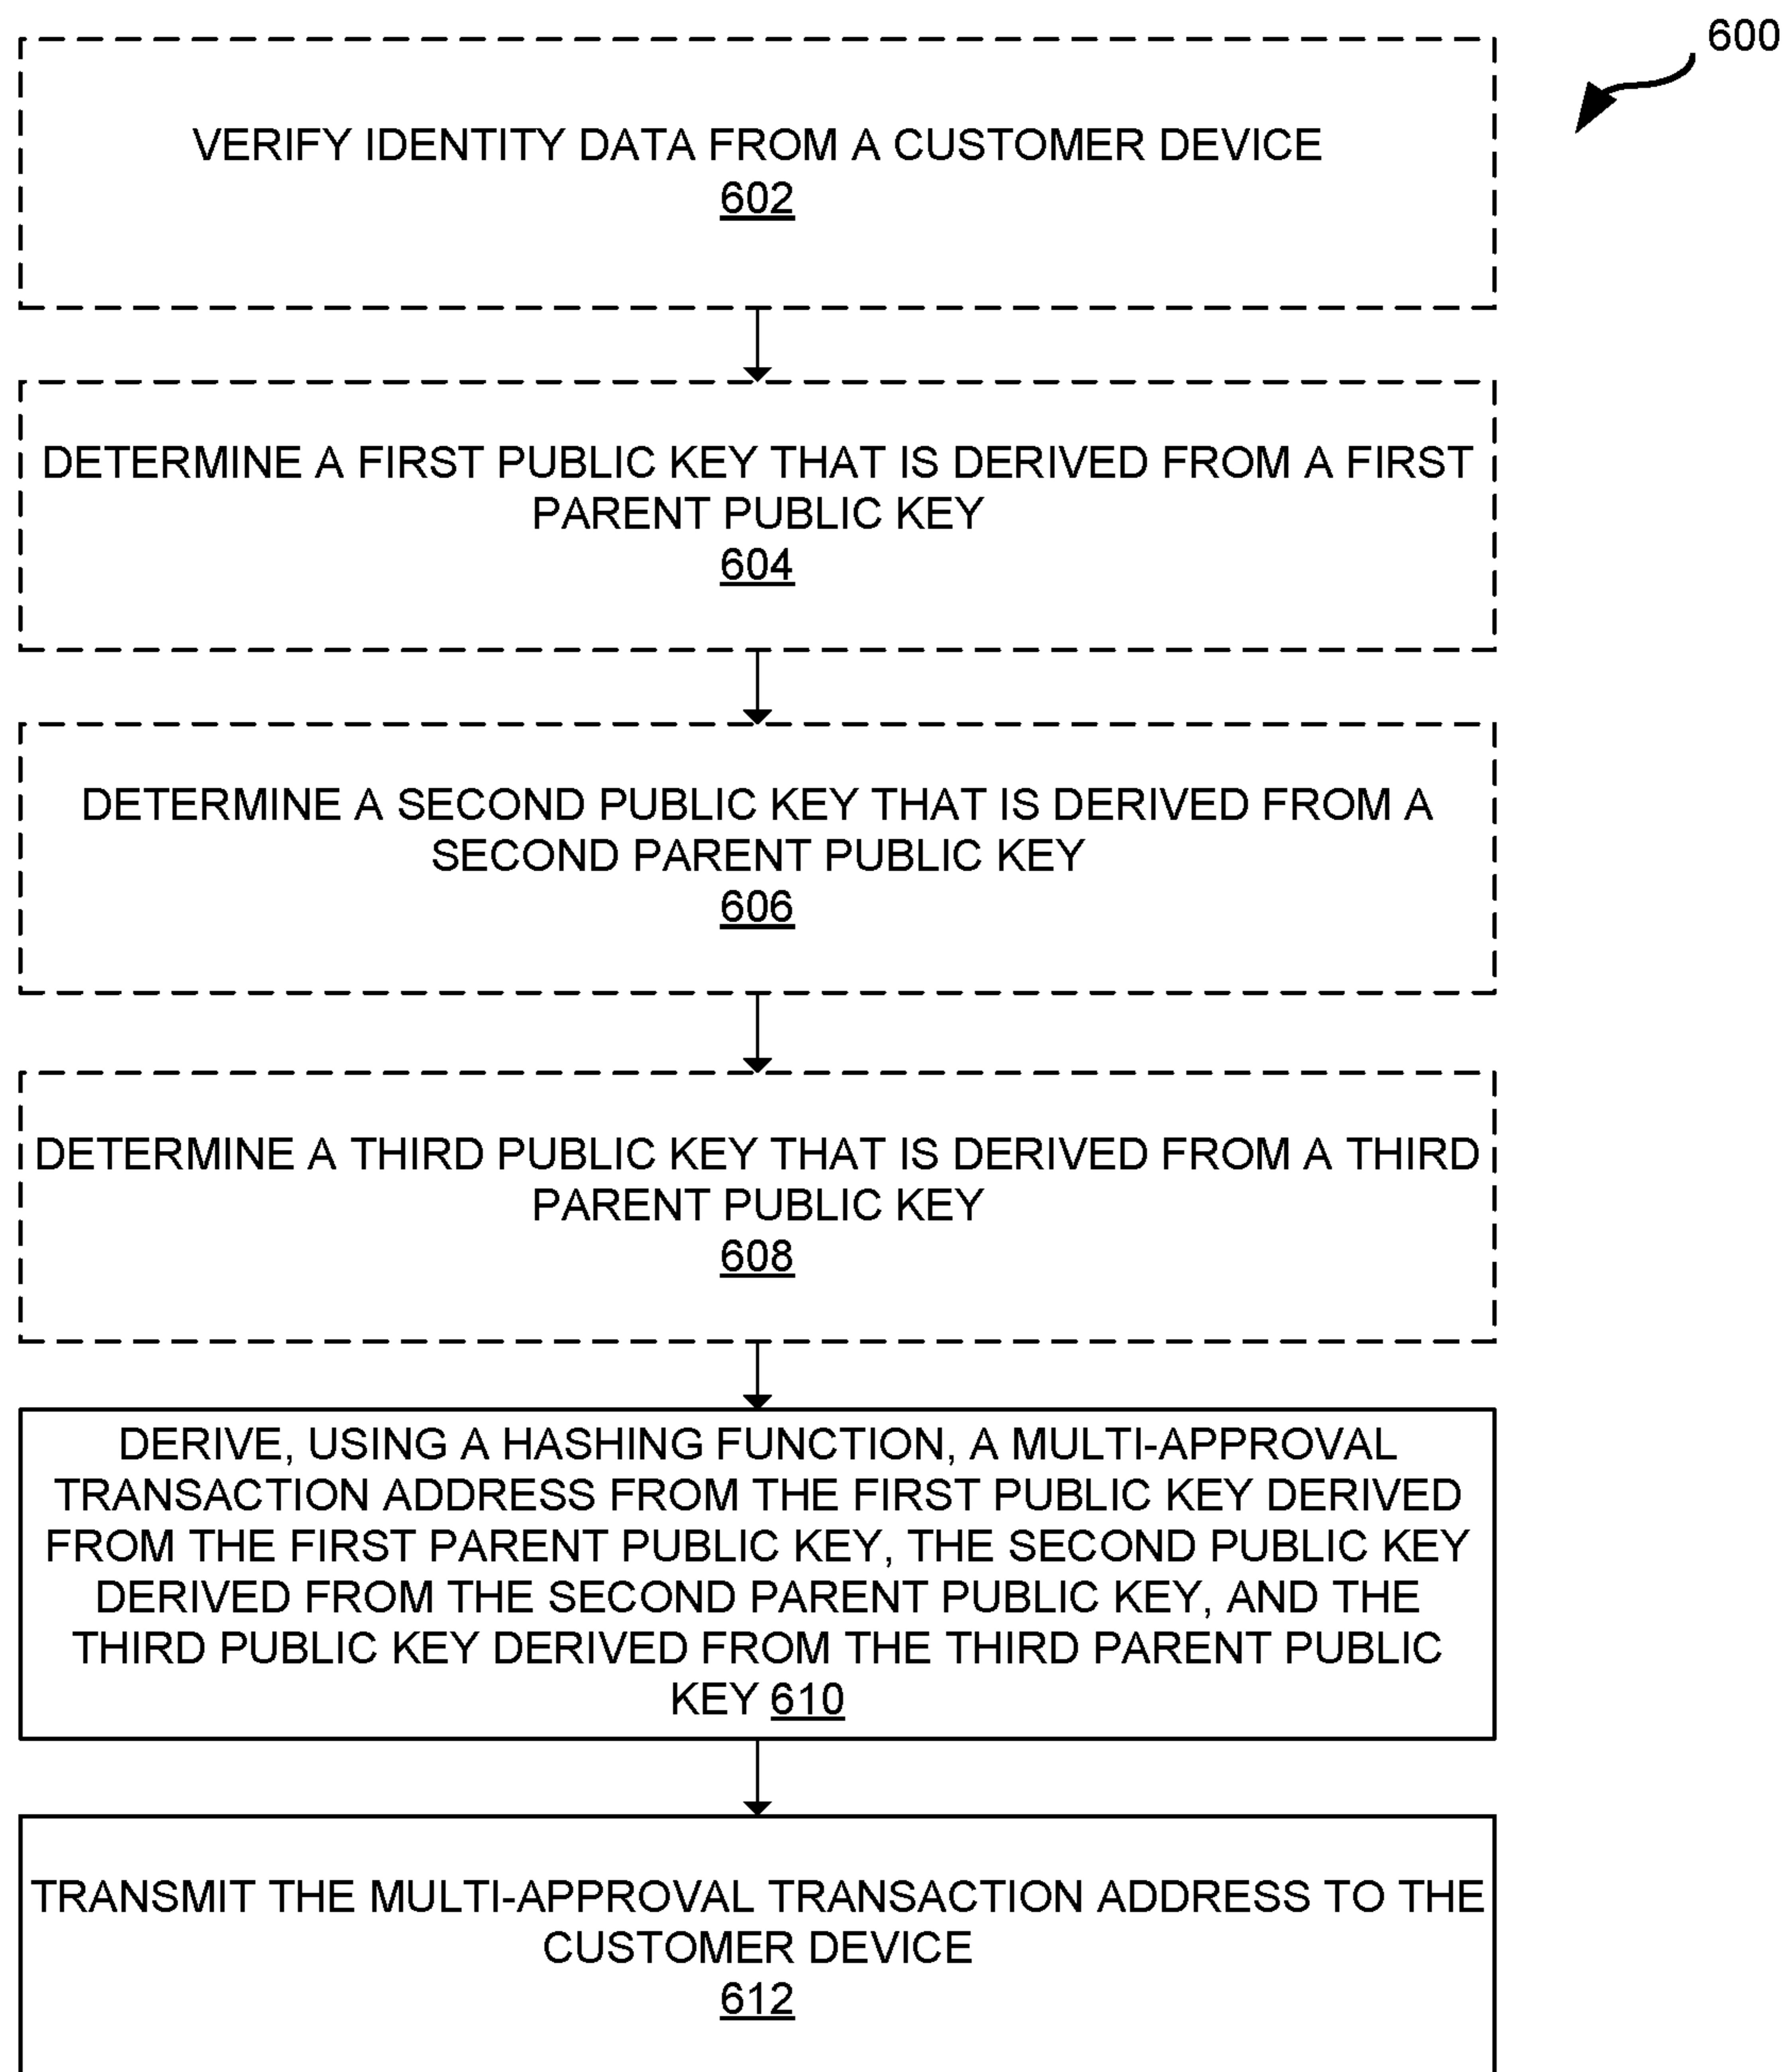 600
VERIFY IDENTITY DATA FROM A CUSTOMER DEVICE
602
DETERMINE A FIRST PUBLIC KEY THAT IS DERIVED FROM A FIRST
PARENT PUBLIC KEY
604
DETERMINE A SECOND PUBLIC KEY THAT IS DERIVED FROM A
SECOND PARENT PUBLIC KEY
606
DETERMINE A THIRD PUBLIC KEY THAT IS DERIVED FROM A THIRD
PARENT PUBLIC KEY
608
DERIVE, USING A HASHING FUNCTION, A MULTI-APPROVAL
TRANSACTION ADDRESS FROM THE FIRST PUBLIC KEY DERIVED
FROM THE FIRST PARENT PUBLIC KEY, THE SECOND PUBLIC KEY
DERIVED FROM THE SECOND PARENT PUBLIC KEY, AND THE
THIRD PUBLIC KEY DERIVED FROM THE THIRD PARENT PUBLIC
KEY 610
TRANSMIT THE MULTI-APPROVAL TRANSACTION ADDRESS TO THE
CUSTOMER DEVICE
612